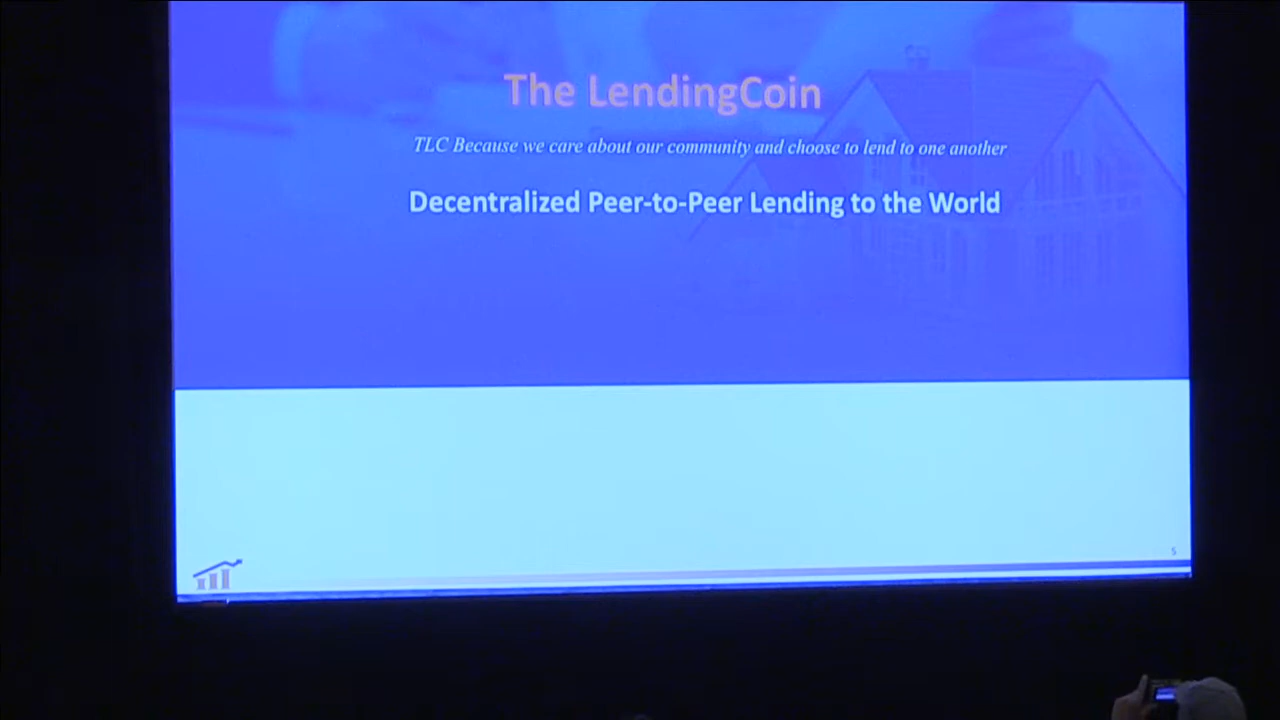 The LendingCoin
TLC Because we care about our community and choose to lend to one another
Decentralized Peer-to-Peer Lending to the World
5